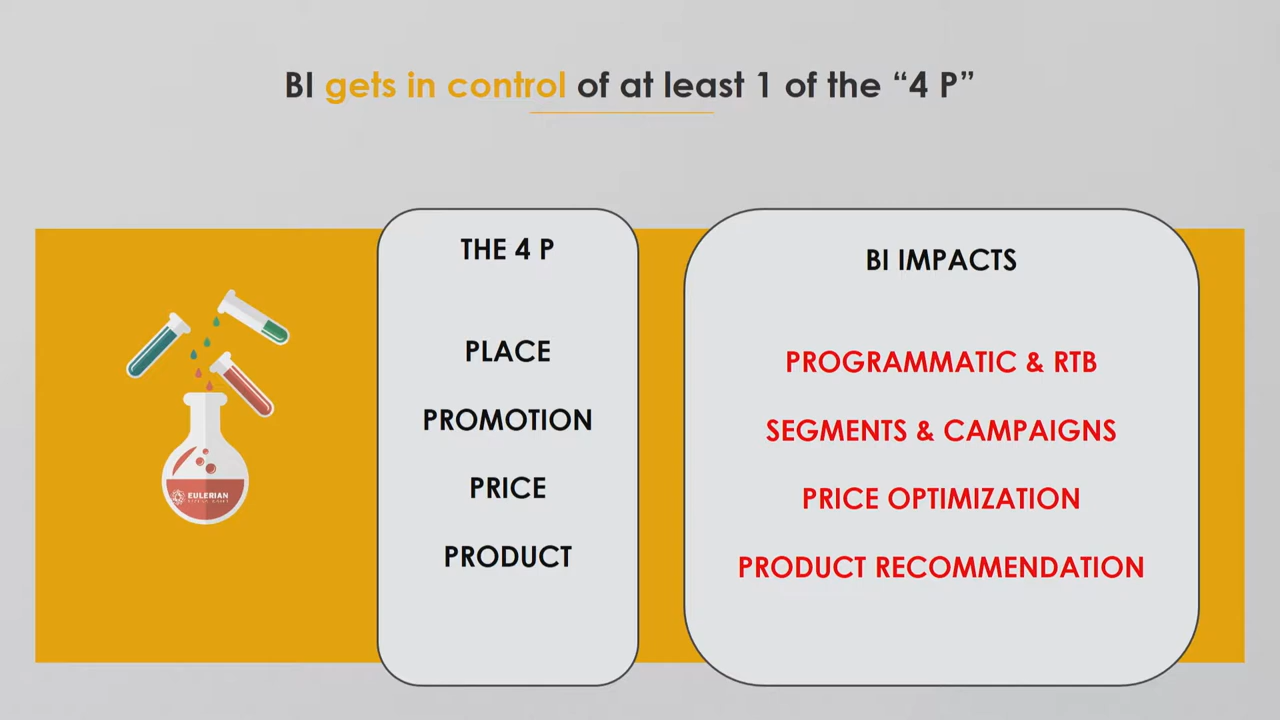 BI gets in control of at least 1 of the “4 P”
THE 4 P
PLACE
PROMOTION
PRICE
PRODUCT
BI IMPACTS
PROGRAMMATIC & RTB
SEGMENTS & CAMPAIGNS
PRICE OPTIMIZATION
PRODUCT RECOMMENDATION
EULERIAN